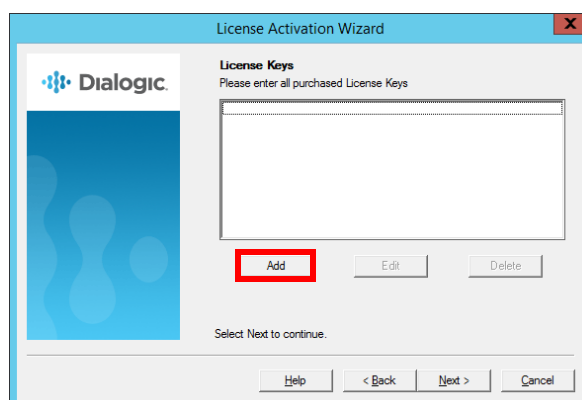 License Activation Wizard
X
Dialogic.
License Keys
Please enter all purchased License Keys
Add Edit Delete
Select Next to continue.
Help < Back Next > Cancel